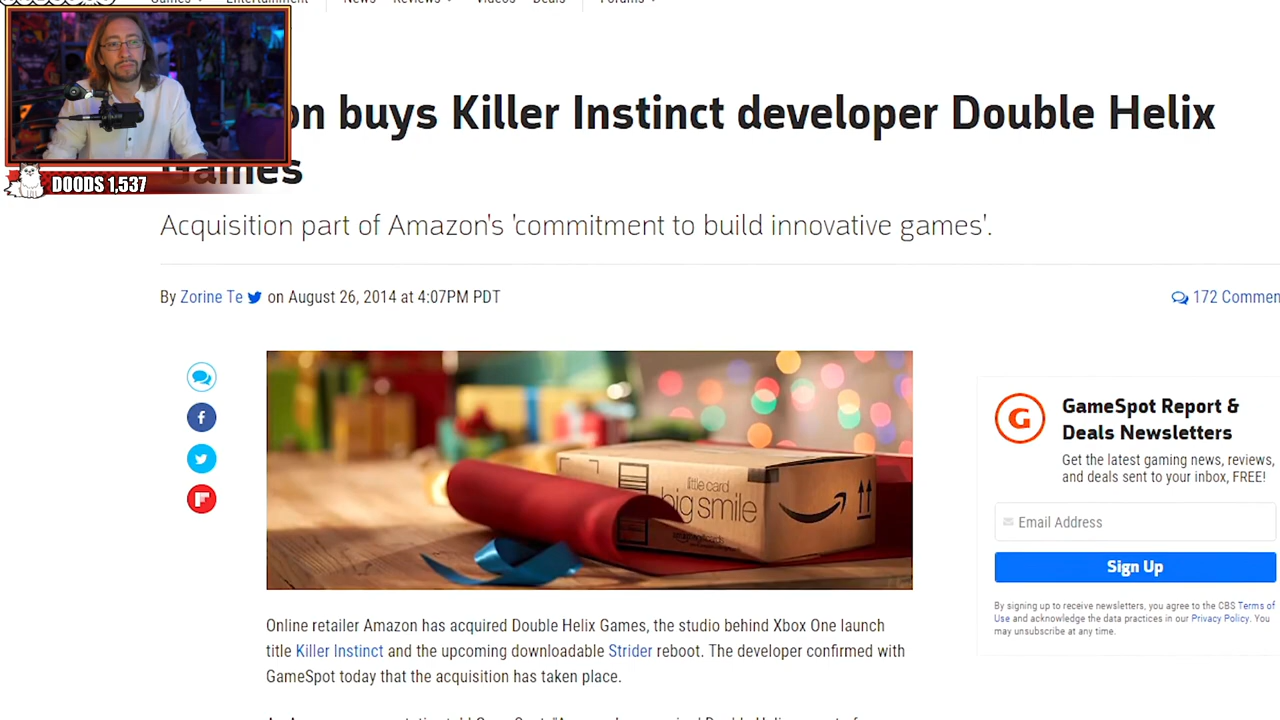 Games
Entertainment
News
Reviews
Videos
Deals
Forums
on buys Killer Instinct developer Double Helix
Games
DOODS 1,537
Acquisition part of Amazon's 'commitment to build innovative games'.
By Zorine Te on August 26, 2014 at 4:07PM PDT
172 Commen
little card
big smile
G
GameSpot Report &
Deals Newsletters
Get the latest gaming news, reviews,
and deals sent to your inbox, FREE!
Email Address
Sign Up
By signing up to receive newsletters, you agree to the CBS Terms of
Use and acknowledge the data practices in our Privacy Policy. You
may unsubscribe at any time.
Online retailer Amazon has acquired Double Helix Games, the studio behind Xbox One launch
title Killer Instinct and the upcoming downloadable Strider reboot. The developer confirmed with
GameSpot today that the acquisition has taken place.